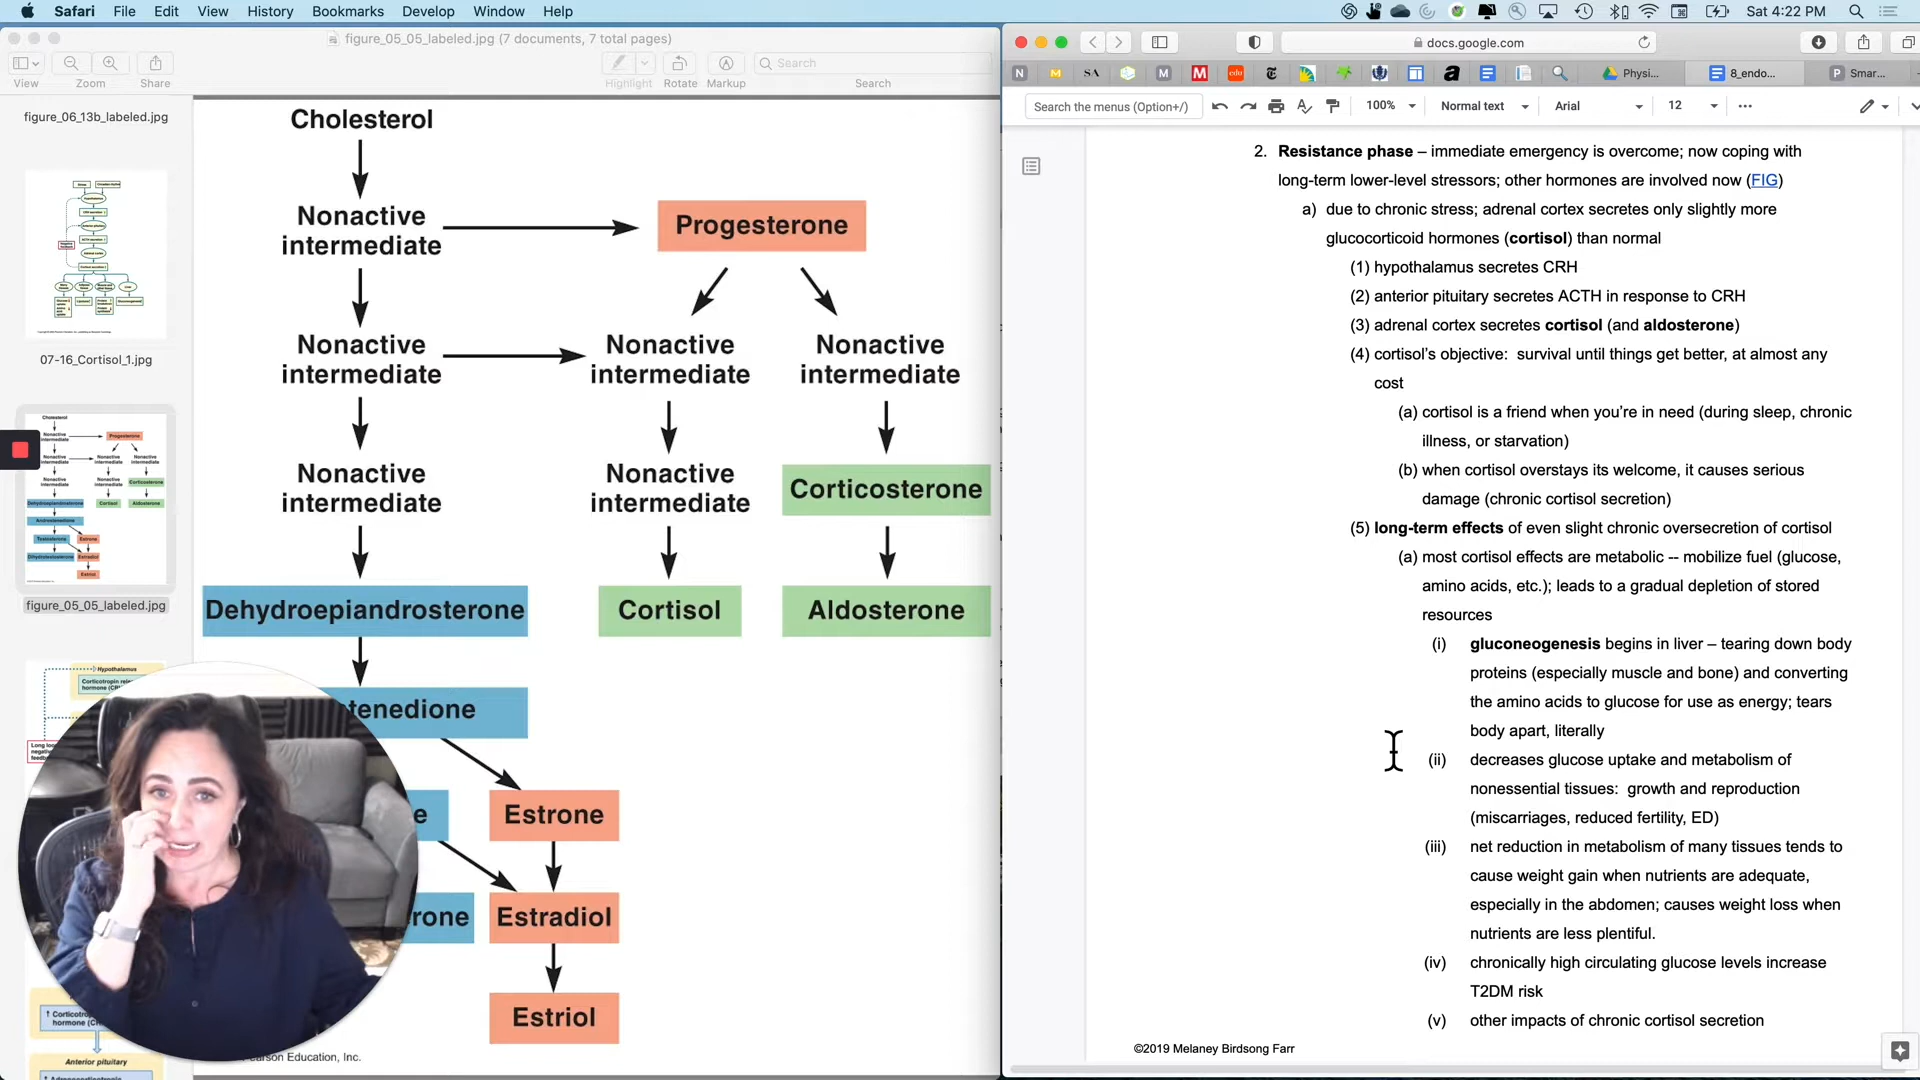 Safari File Edit View History Bookmarks Develop Window Help
Sat 4:22 PM
figure_05_05_labeled.jpg (7 documents, 7 total pages)
View Zoom Share Highlight Rotate Markup Search
Search
figure_06_13b_labeled.jpg
07-16_Cortisol_1.jpg
figure_05_05_labeled.jpg
Cholesterol
Nonactive
intermediate
Progesterone
Nonactive
intermediate
Nonactive
intermediate
Nonactive
intermediate
Nonactive
intermediate
Nonactive
intermediate
Corticosterone
Dehydroepiandrosterone
Cortisol
Aldosterone
tenedione
e
Estrone
rone
Estradiol
Estriol
Education, Inc.
Hypothalamus
Anterior pituitary
docs.google.com
Physi...
8_endo...
Smar...
Search the menus (Option+/)
100%
Normal text
Arial
12
2. Resistance phase – immediate emergency is overcome; now coping with
long-term lower-level stressors; other hormones are involved now (FIG)
a) due to chronic stress; adrenal cortex secretes only slightly more
glucocorticoid hormones (cortisol) than normal
(1) hypothalamus secretes CRH
(2) anterior pituitary secretes ACTH in response to CRH
(3) adrenal cortex secretes cortisol (and aldosterone)
(4) cortisol's objective: survival until things get better, at almost any
cost
(a) cortisol is a friend when you're in need (during sleep, chronic
illness, or starvation)
(b) when cortisol overstays its welcome, it causes serious
damage (chronic cortisol secretion)
(5) long-term effects of even slight chronic oversecretion of cortisol
(a) most cortisol effects are metabolic -- mobilize fuel (glucose,
amino acids, etc.); leads to a gradual depletion of stored
resources
(i) gluconeogenesis begins in liver – tearing down body
proteins (especially muscle and bone) and converting
the amino acids to glucose for use as energy; tears
body apart, literally
(ii) decreases glucose uptake and metabolism of
nonessential tissues: growth and reproduction
(miscarriages, reduced fertility, ED)
(iii) net reduction in metabolism of many tissues tends to
cause weight gain when nutrients are adequate,
especially in the abdomen; causes weight loss when
nutrients are less plentiful.
(iv) chronically high circulating glucose levels increase
T2DM risk
(v) other impacts of chronic cortisol secretion
©2019 Melaney Birdsong Farr